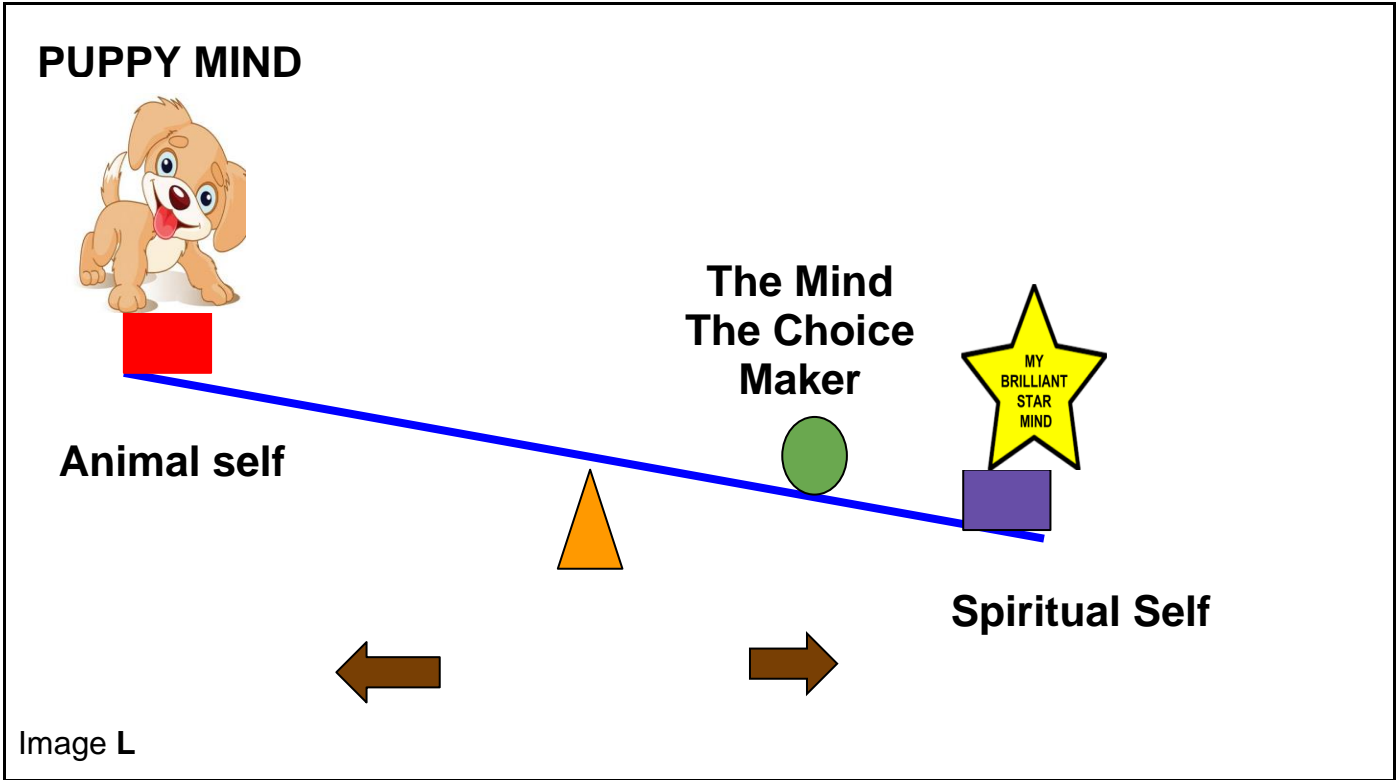 PUPPY MIND
The Mind
The Choice
Maker
MY
BRILLIANT
STAR
MIND
Animal self
Spiritual Self
Image L